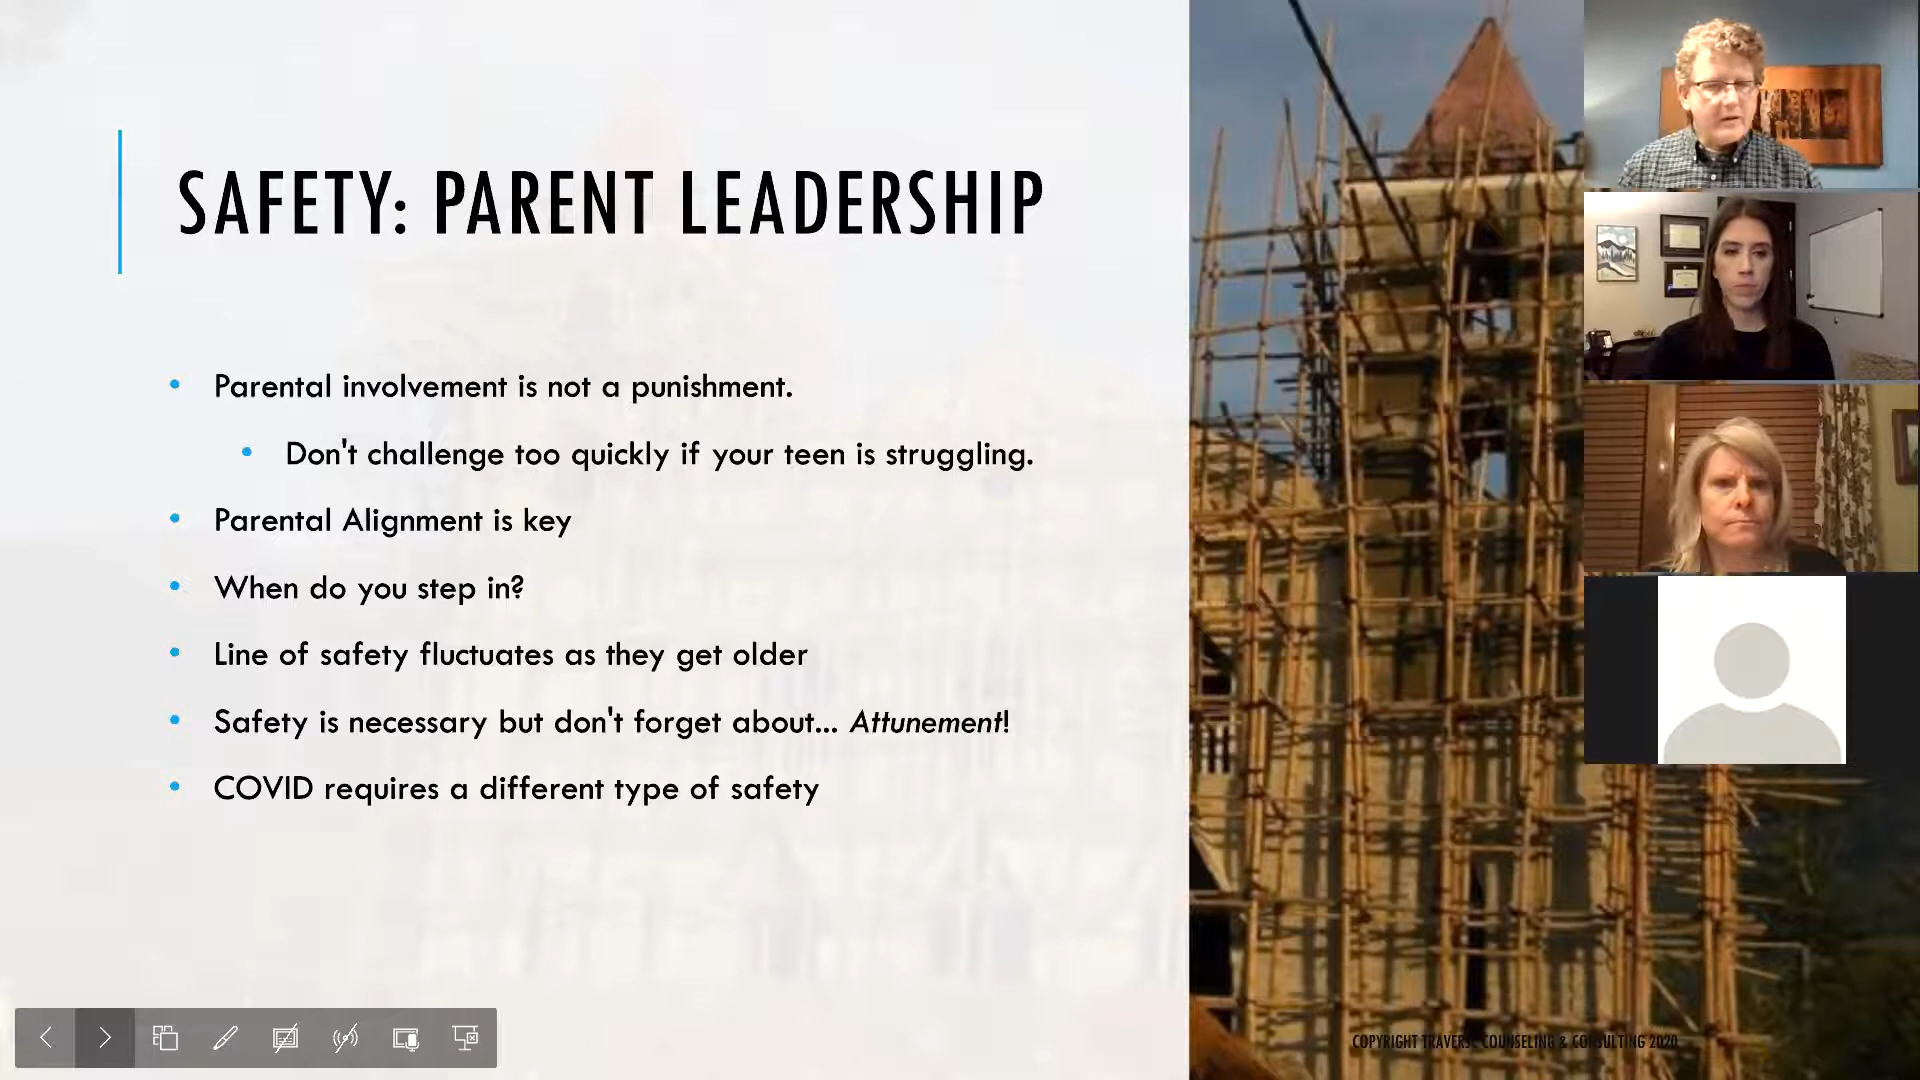 SAFETY: PARENT LEADERSHIP
Parental involvement is not a punishment.
Don't challenge too quickly if your teen is struggling.
Parental Alignment is key
When do you step in?
Line of safety fluctuates as they get older
Safety is necessary but don't forget about... Attunement!
COVID requires a different type of safety
COPYRIGHT TRAVERSE COUNSELING & CONSULTING 2020